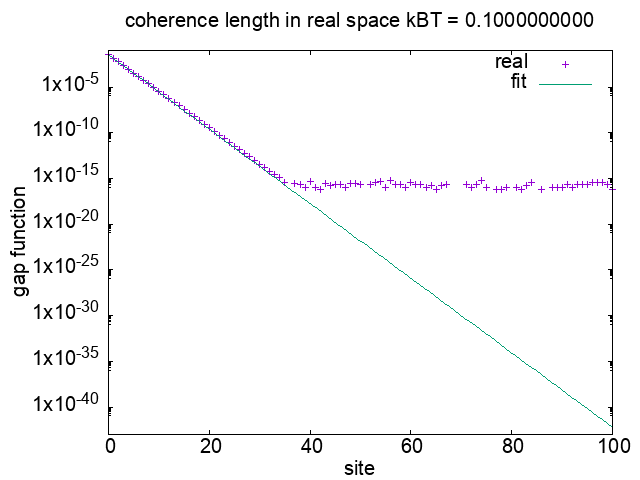 coherence length in real space kBT = 0.1000000000
real
fit
1x10-5
1x10-10
1x10-15
1x10-20
1x10-25
1x10-30
1x10-35
1x10-40
gap function
0 20 40 60 80 100
site